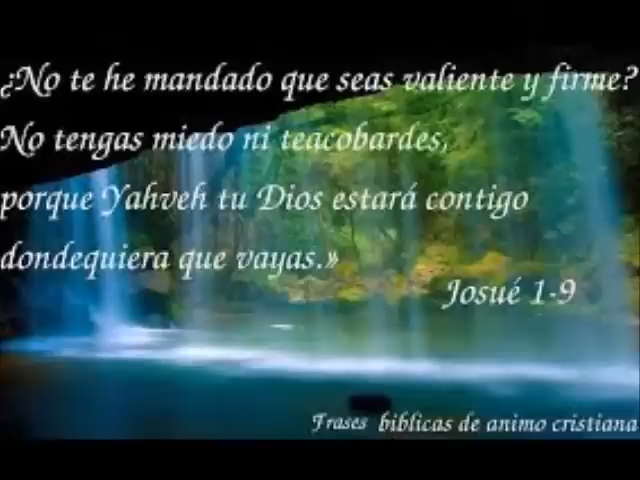 ¿No te he mandado que seas valiente y firme?
No tengas miedo ni teacobardes,
porque Yahveh tu Dios estará contigo
dondequiera que vayas.»
Josué 1-9
Frases biblicas de animo cristiana